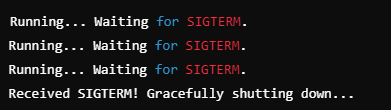 Running... Waiting for SIGTERM.
Running... Waiting for SIGTERM.
Running... Waiting for SIGTERM.
Received SIGTERM! Gracefully shutting down...